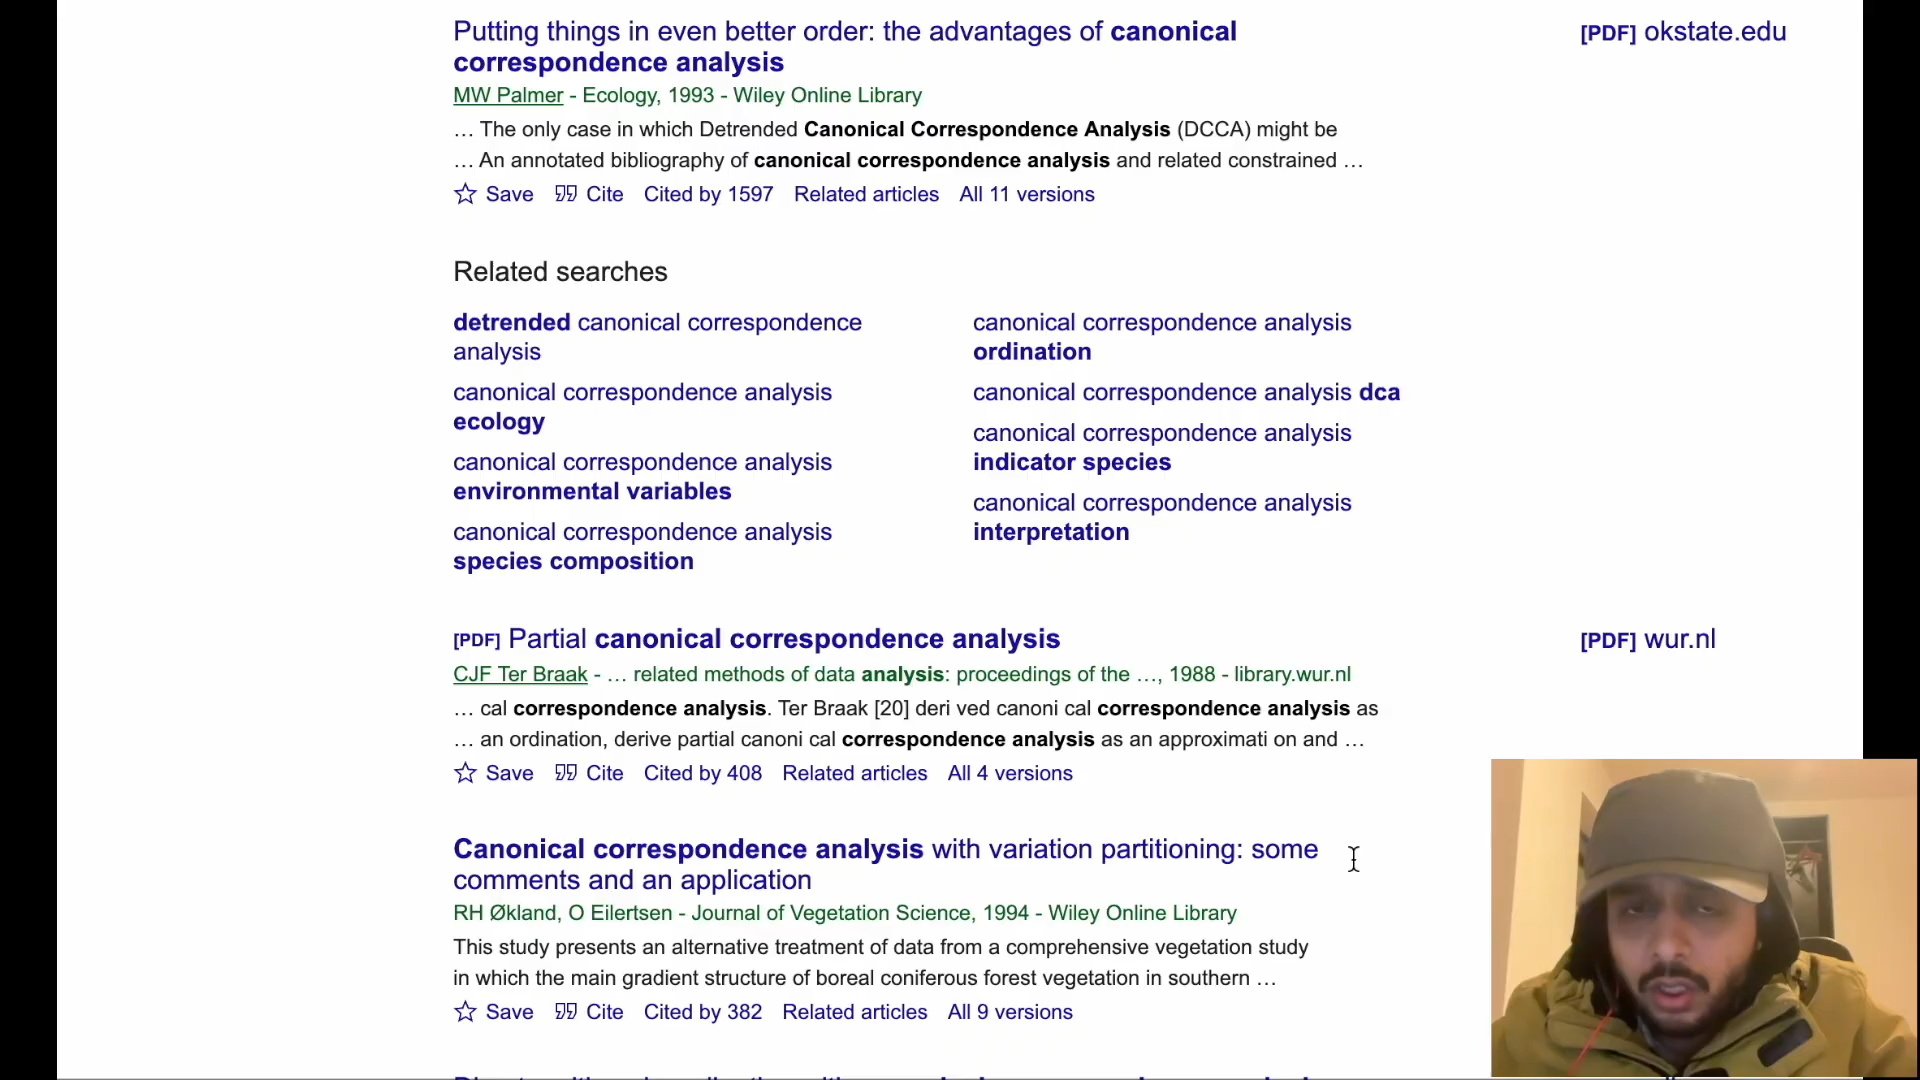 Putting things in even better order: the advantages of canonical
correspondence analysis
[PDF] okstate.edu
MW Palmer - Ecology, 1993 - Wiley Online Library
… The only case in which Detrended Canonical Correspondence Analysis (DCCA) might be
… An annotated bibliography of canonical correspondence analysis and related constrained …
Save Cite Cited by 1597 Related articles All 11 versions
Related searches
detrended canonical correspondence
analysis
canonical correspondence analysis
ecology
canonical correspondence analysis
environmental variables
canonical correspondence analysis
species composition
canonical correspondence analysis
ordination
canonical correspondence analysis dca
canonical correspondence analysis
indicator species
canonical correspondence analysis
interpretation
[PDF] Partial canonical correspondence analysis
[PDF] wur.nl
CJF Ter Braak - … related methods of data analysis: proceedings of the …, 1988 - library.wur.nl
… cal correspondence analysis. Ter Braak [20] deri ved canoni cal correspondence analysis as
… an ordination, derive partial canoni cal correspondence analysis as an approximati on and …
Save Cite Cited by 408 Related articles All 4 versions
Canonical correspondence analysis with variation partitioning: some
comments and an application
RH Økland, O Eilertsen - Journal of Vegetation Science, 1994 - Wiley Online Library
This study presents an alternative treatment of data from a comprehensive vegetation study
in which the main gradient structure of boreal coniferous forest vegetation in southern …
Save Cite Cited by 382 Related articles All 9 versions